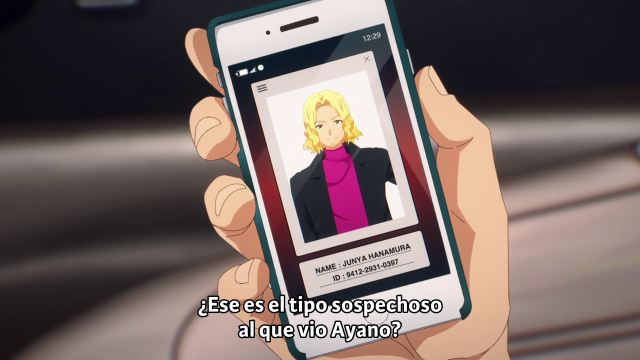 12:29
NAME : JUNYA HANAMURA
ID : 9412-2931-0397
¿Ese es el tipo sospechoso
al que vio Ayano?